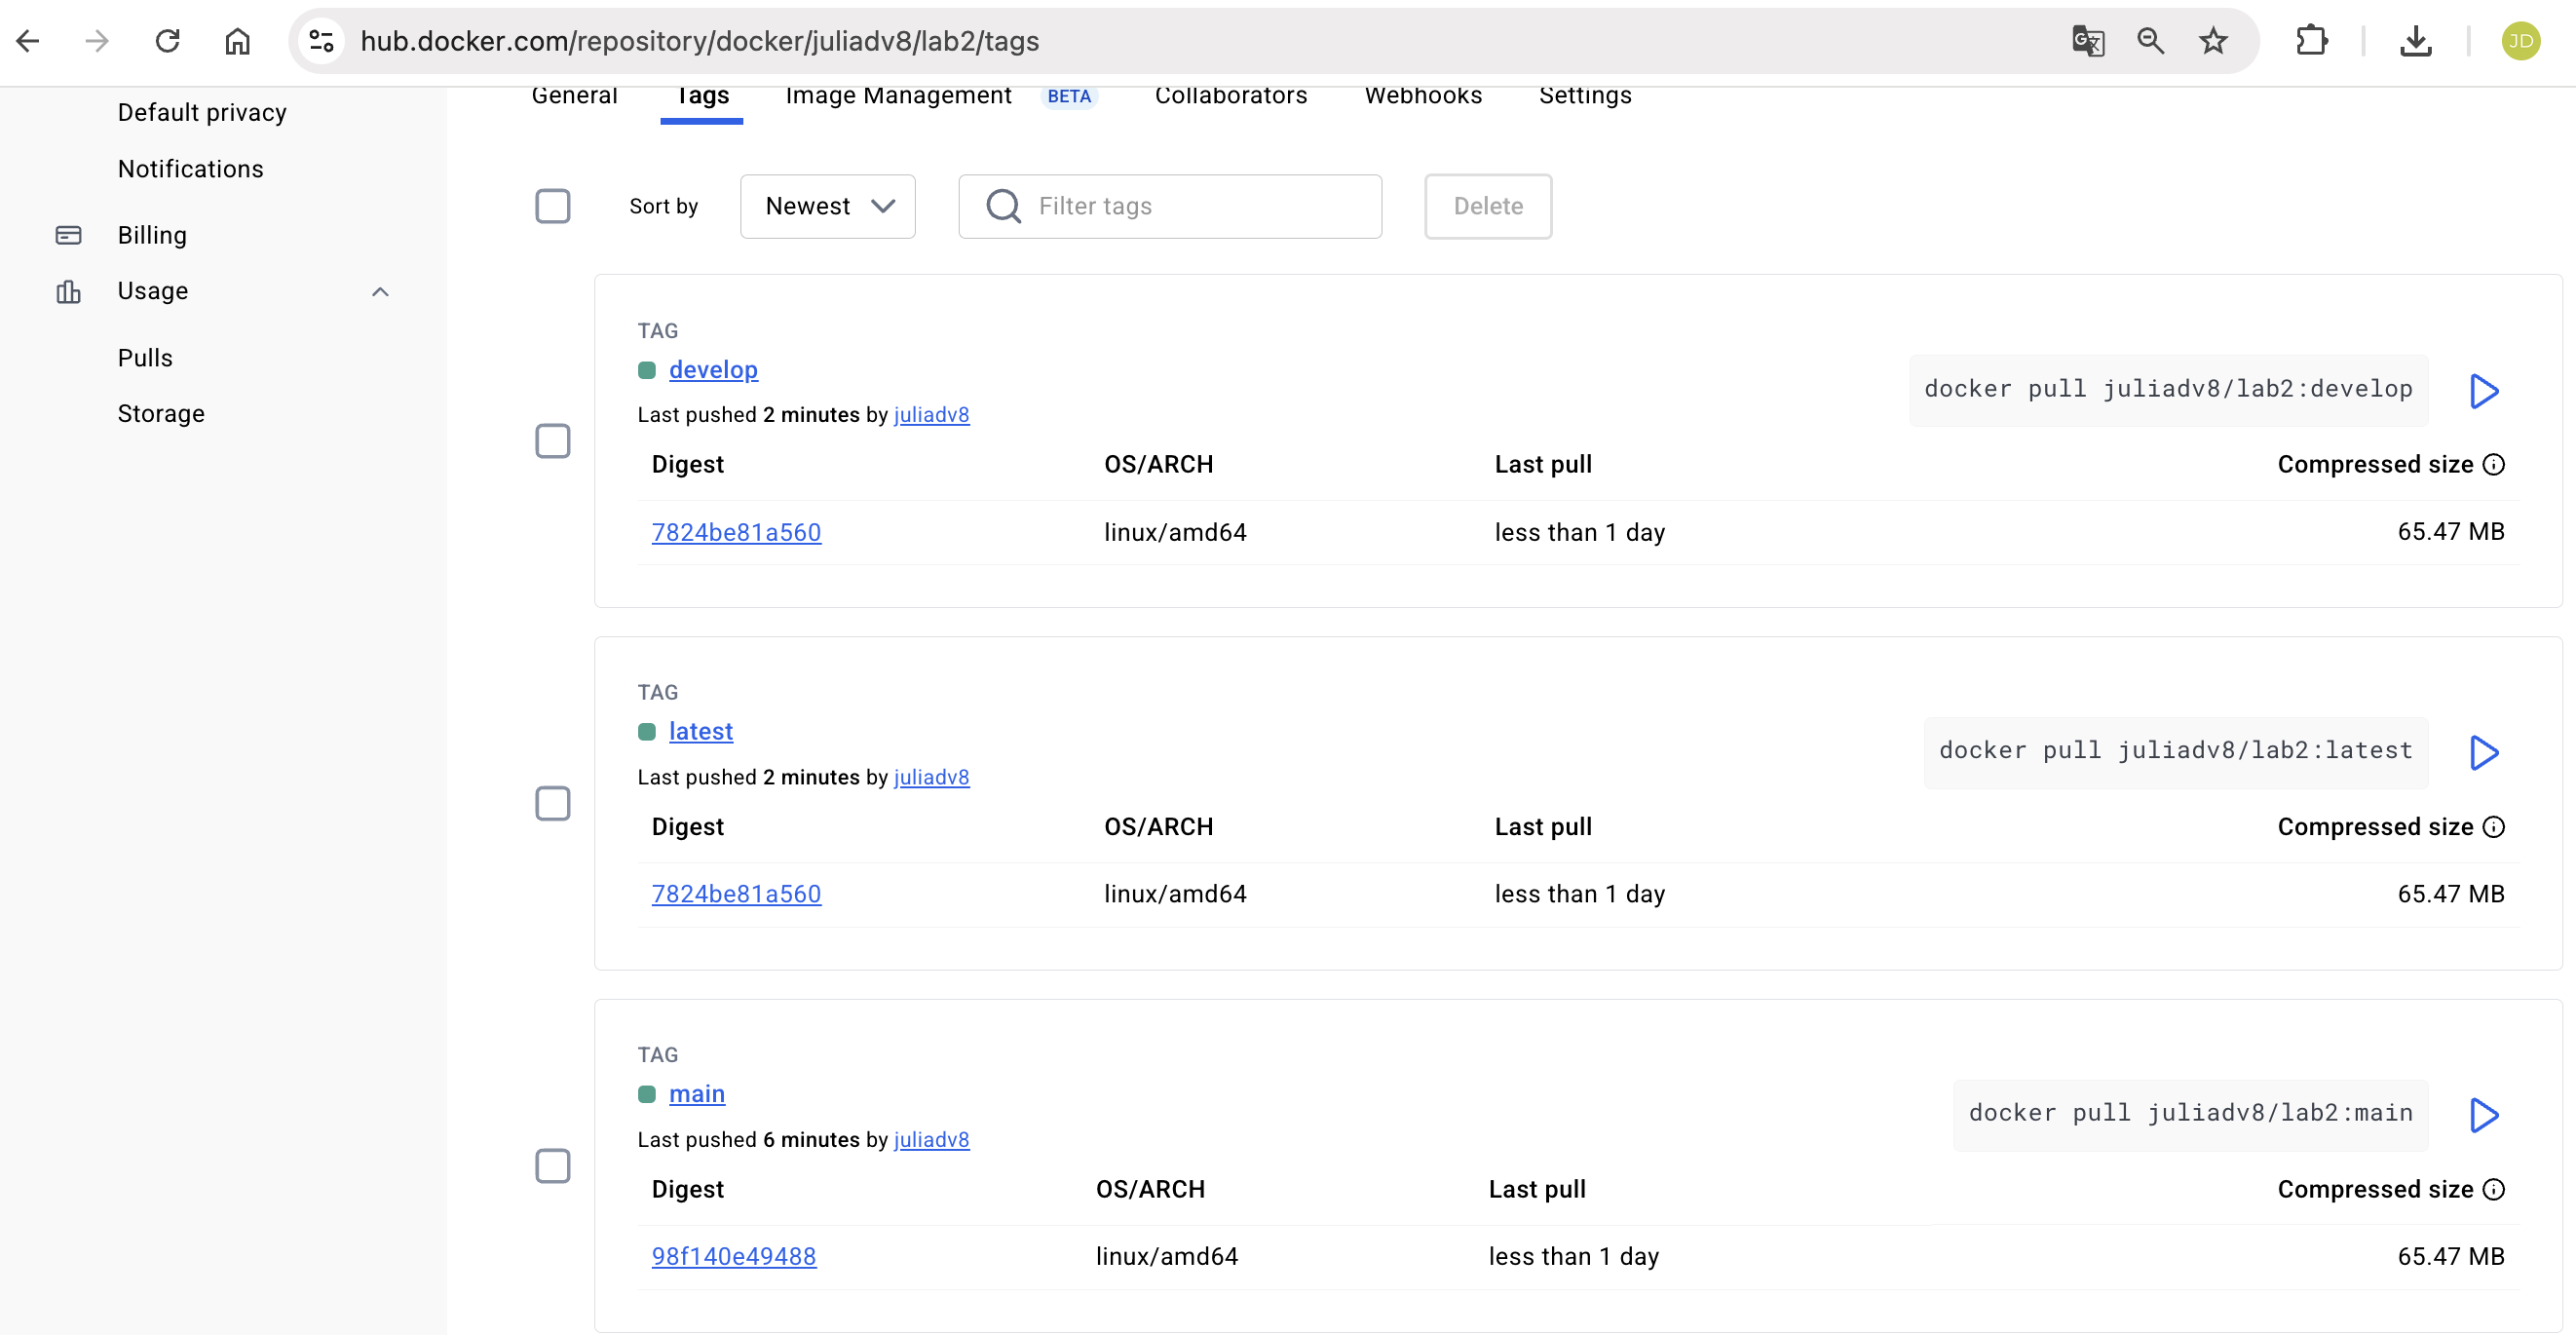 hub.docker.com/repository/docker/juliadv8/lab2/tags
JD
General Tags Image Management BETA Collaborators Webhooks Settings
Default privacy
Notifications
Billing
Usage
Pulls
Storage
Sort by Newest Filter tags Delete
TAG
develop
docker pull juliadv8/lab2:develop
Last pushed 2 minutes by juliadv8
Digest OS/ARCH Last pull Compressed size
7824be81a560 linux/amd64 less than 1 day 65.47 MB
TAG
latest
docker pull juliadv8/lab2:latest
Last pushed 2 minutes by juliadv8
Digest OS/ARCH Last pull Compressed size
7824be81a560 linux/amd64 less than 1 day 65.47 MB
TAG
main
docker pull juliadv8/lab2:main
Last pushed 6 minutes by juliadv8
Digest OS/ARCH Last pull Compressed size
98f140e49488 linux/amd64 less than 1 day 65.47 MB